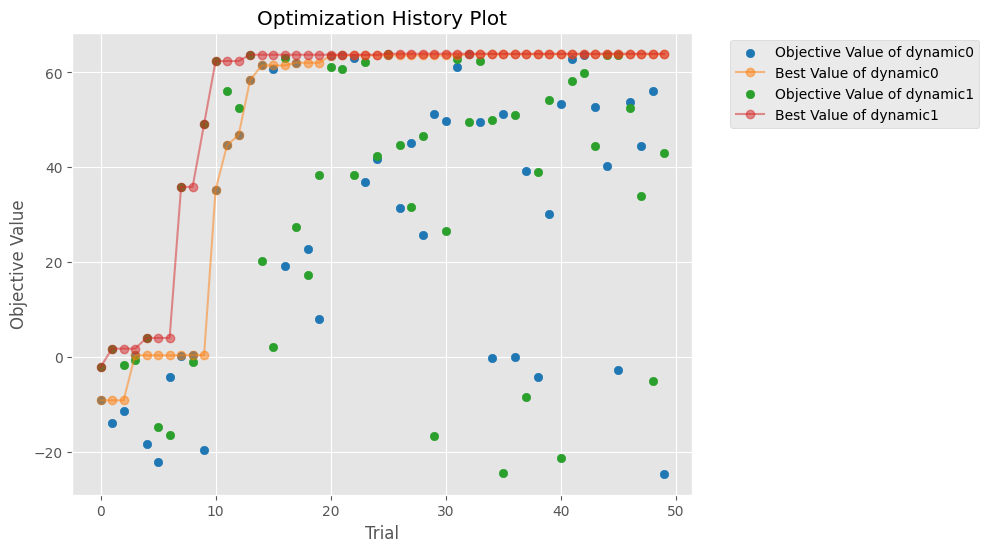 Optimization History Plot
Objective Value
60
40
20
0
−20
0
10
20
30
40
50
Trial
Objective Value of dynamic0
Best Value of dynamic0
Objective Value of dynamic1
Best Value of dynamic1